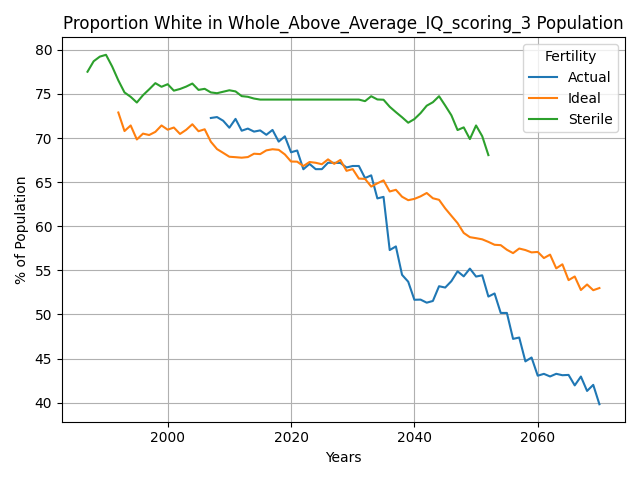 Proportion White in Whole_Above_Average_IQ_scoring_3 Population
% of Population
80
75
70
65
60
55
50
45
40
Fertility
Actual
Ideal
Sterile
2000
2020
2040
2060
Years